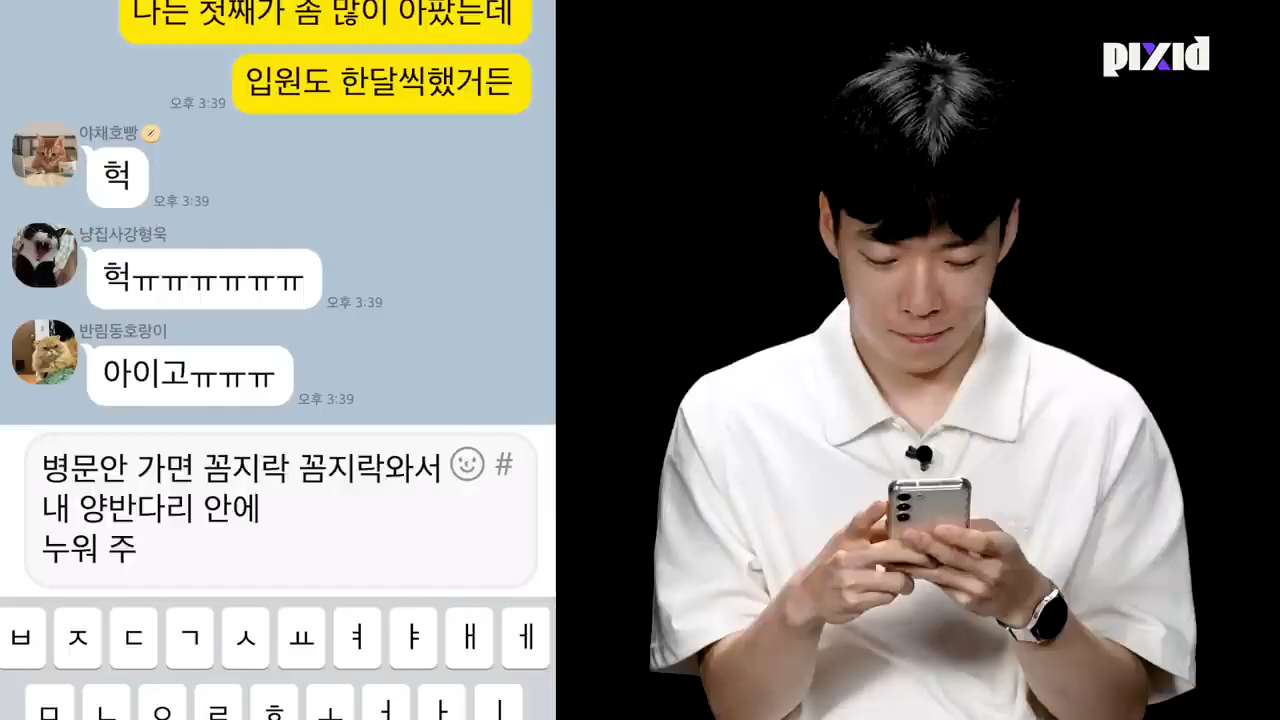 나는 첫째가 좀 많이 아팠는데
입원도 한달씩했거든
오후 3:39
야채호빵
헉
오후 3:39
냥집사강형욱
헉ㅠㅠㅠㅠㅠㅠ
오후 3:39
반림동호랑이
아이고ㅠㅠㅠ
오후 3:39
병문안 가면 꼼지락 꼼지락와서 #
내 양반다리 안에
누워 주
ㅂ ㅈ ㄷ ㄱ ㅅ ㅛ ㅕ ㅑ ㅐ ㅔ
ㅁ ㄴ ㅇ ㄹ ㅎ ㅗ ㅓ ㅏ ㅣ
pixid